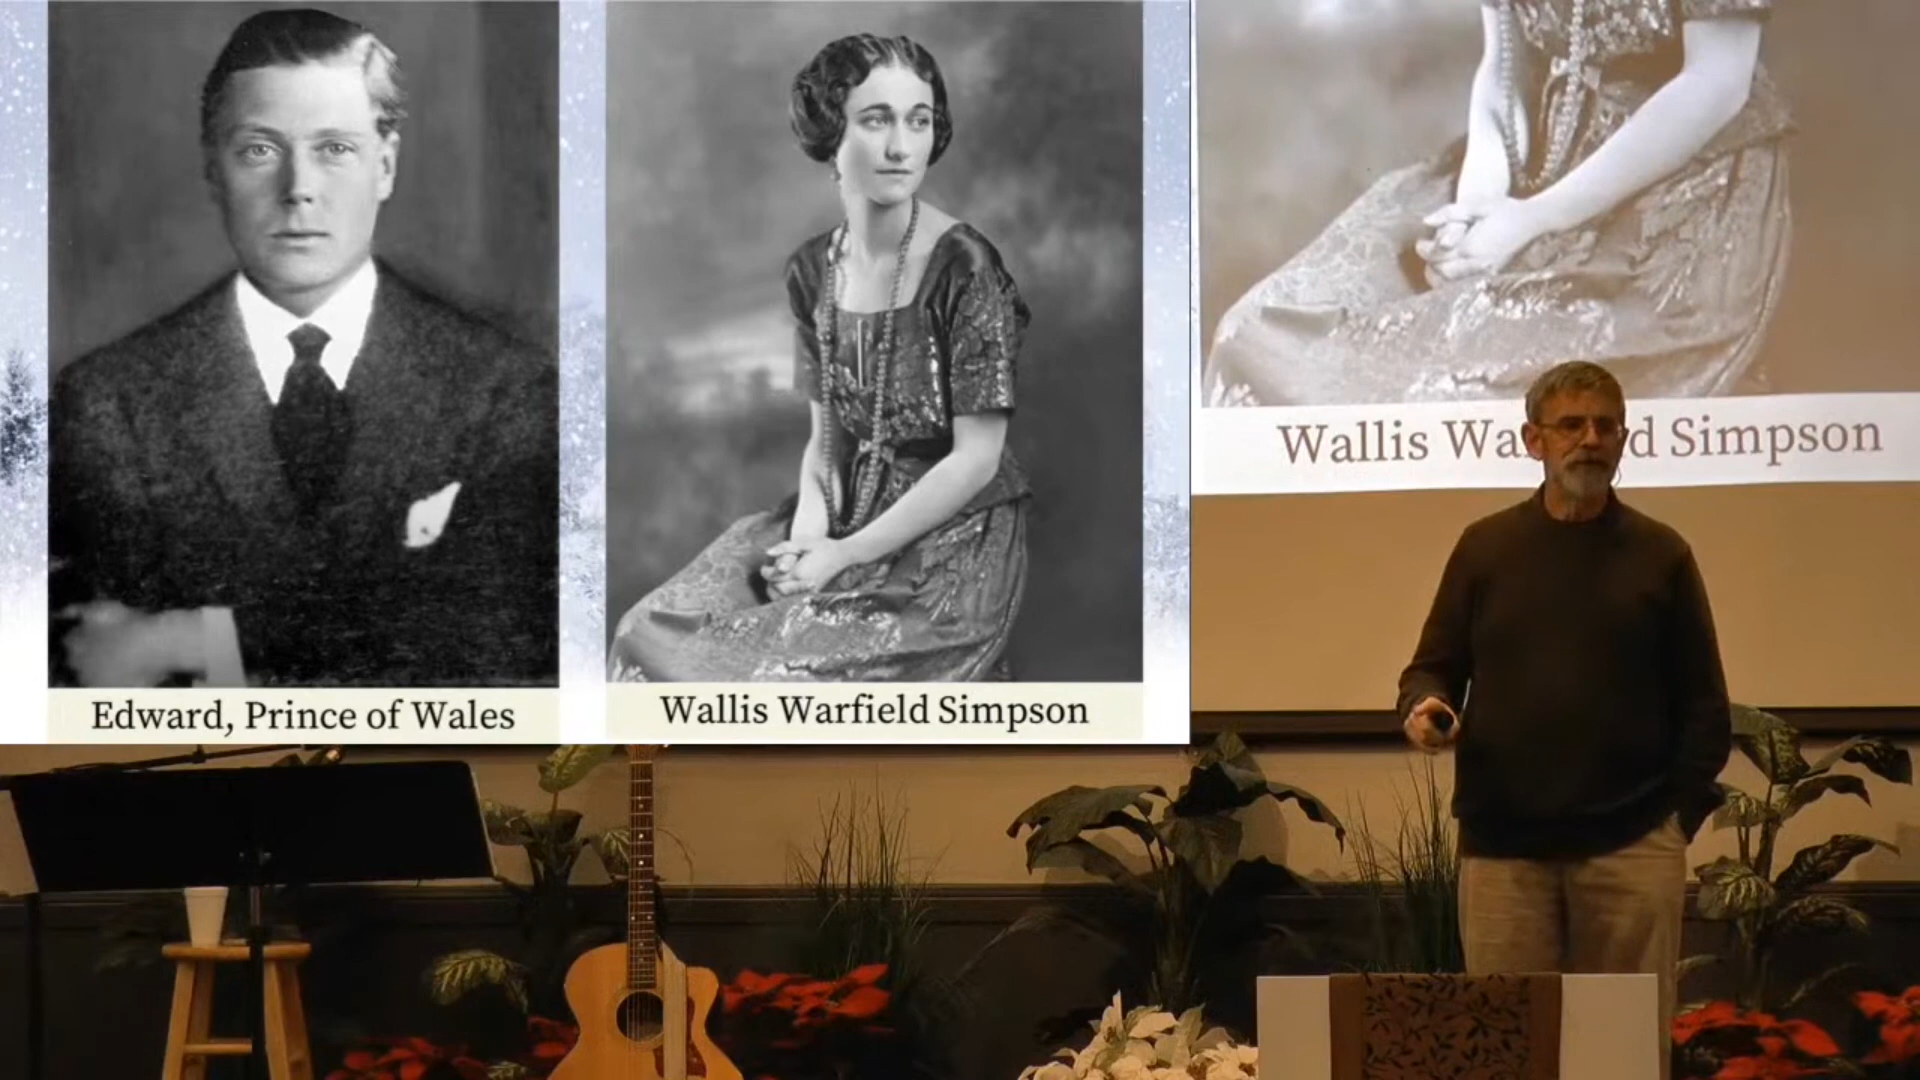 Edward, Prince of Wales
Wallis Warfield Simpson
Wallis Wa d Simpson